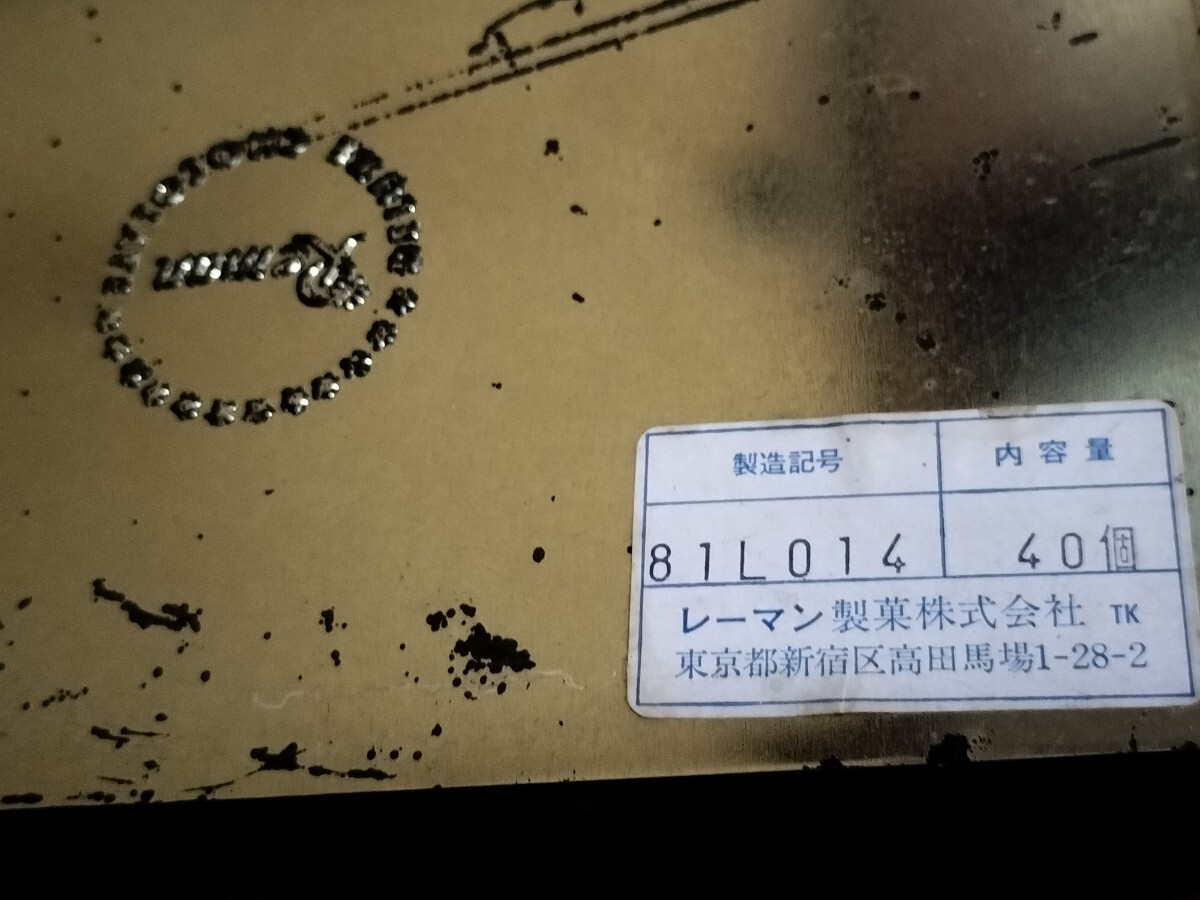 製造記号 内容量
81L014 40個
レーマン製菓株式会社 TK
東京都新宿区高田馬場1-28-2